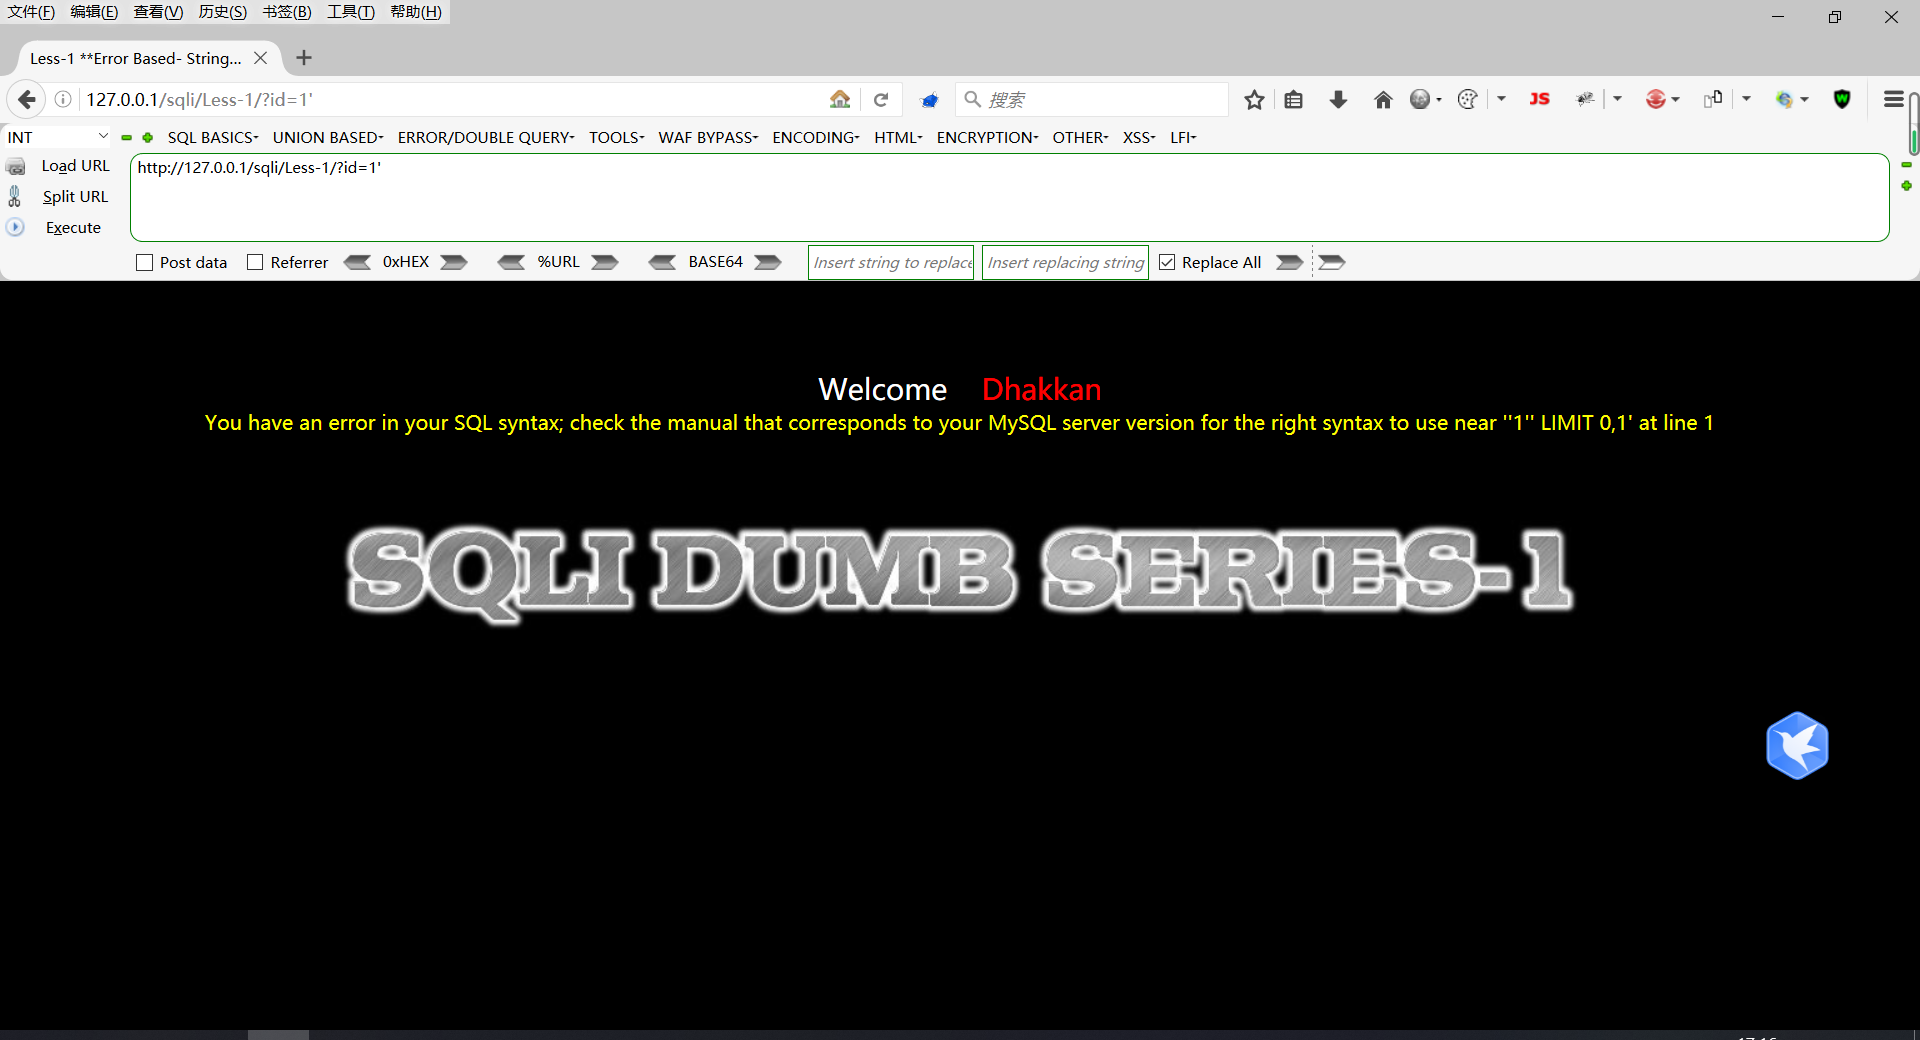 文件(F) 编辑(E) 查看(V) 历史(S) 书签(B) 工具(T) 帮助(H)
Less-1 **Error Based- String...
127.0.0.1/sqli/Less-1/?id=1'
搜索
JS
W
INT
SQL BASICS UNION BASED ERROR/DOUBLE QUERY TOOLS WAF BYPASS ENCODING HTML ENCRYPTION OTHER XSS LFI
Load URL
http://127.0.0.1/sqli/Less-1/?id=1'
Split URL
Execute
Post data Referrer 0xHEX %URL BASE64 Insert string to replace Insert replacing string Replace All
Welcome Dhakkan
You have an error in your SQL syntax; check the manual that corresponds to your MySQL server version for the right syntax to use near ''1'' LIMIT 0,1' at line 1
SQLI DUMB SERIES-1